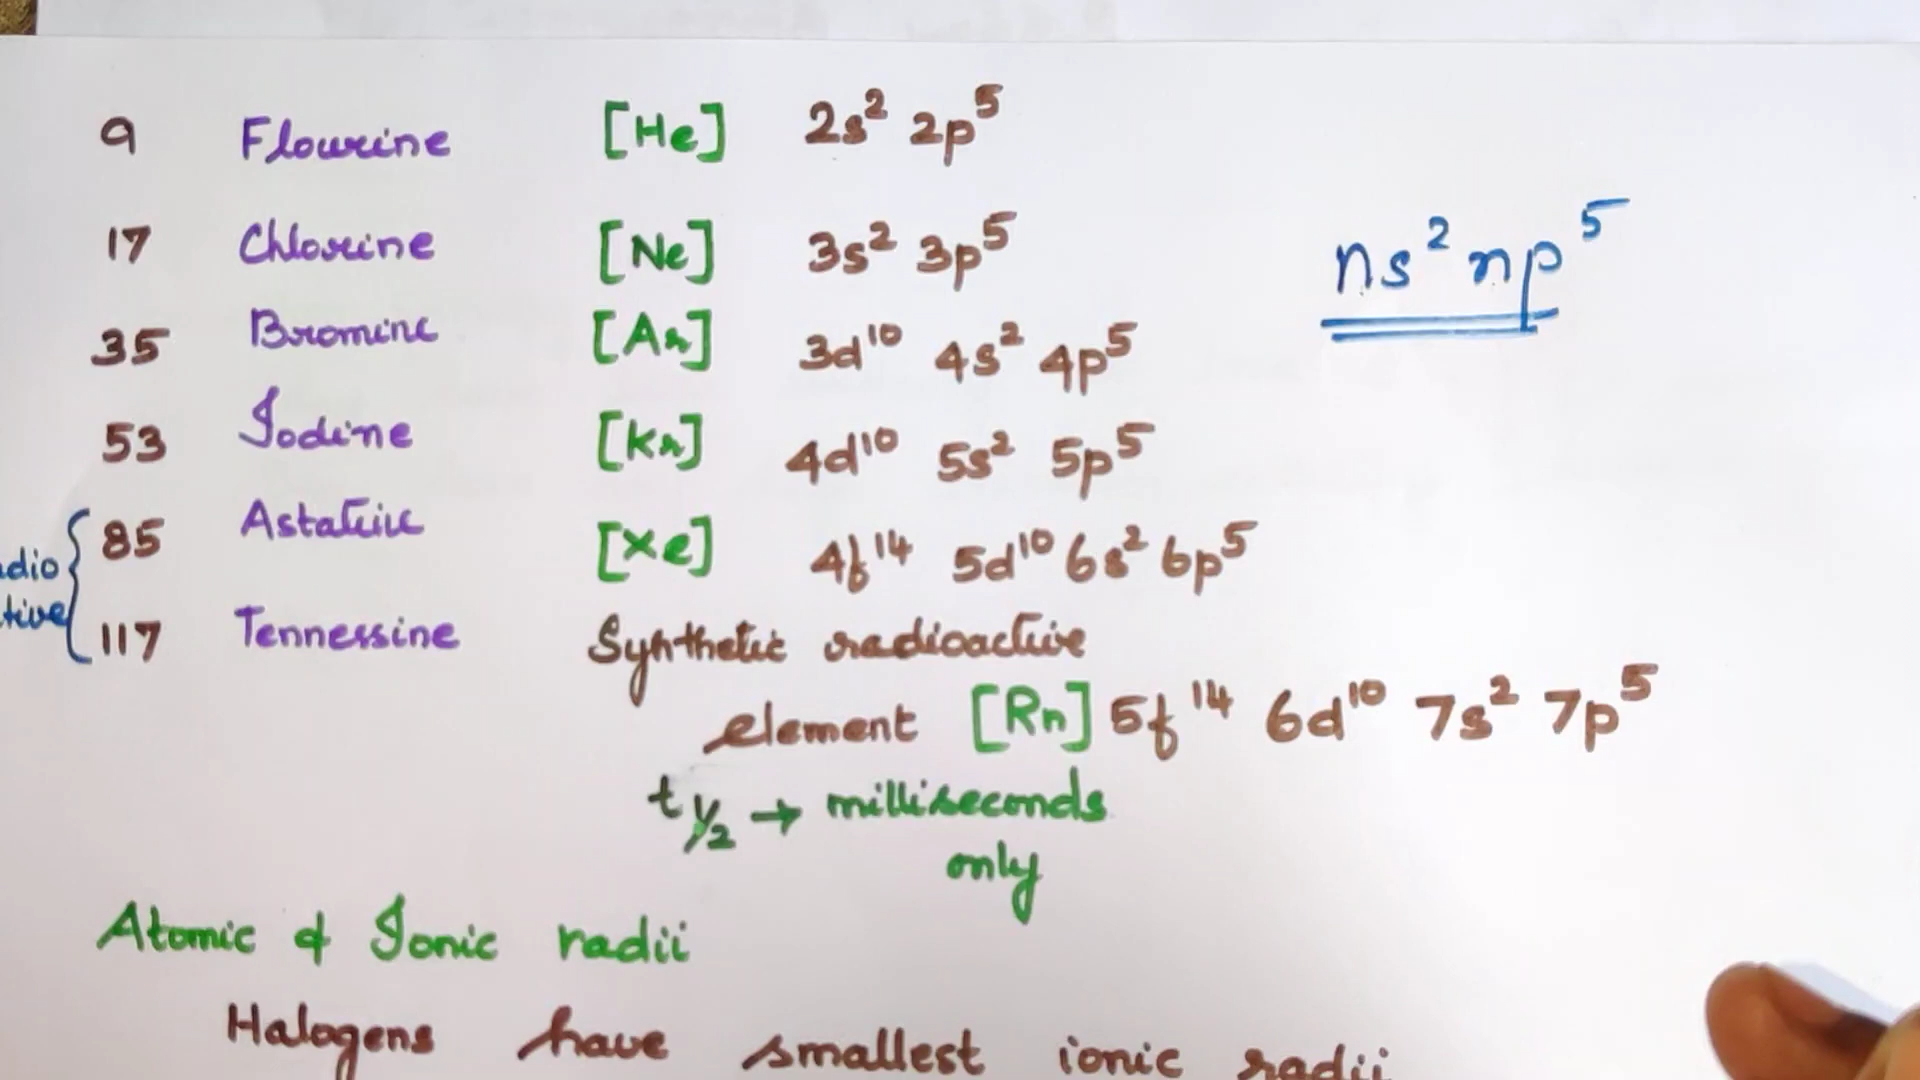 9 Flourine [He] 2s² 2p⁵
17 Chlorine [Ne] 3s² 3p⁵
ns² np⁵
35 Bromine [Ar] 3d¹⁰ 4s² 4p⁵
53 Iodine [Kr] 4d¹⁰ 5s² 5p⁵
85 Astatine [Xe] 4f¹⁴ 5d¹⁰ 6s² 6p⁵
dio
tive
117 Tennessine Synthetic radioactive
element [Rn] 5f¹⁴ 6d¹⁰ 7s² 7p⁵
t½ → milliseconds
only
Atomic & Ionic radii
Halogens have smallest ionic radii